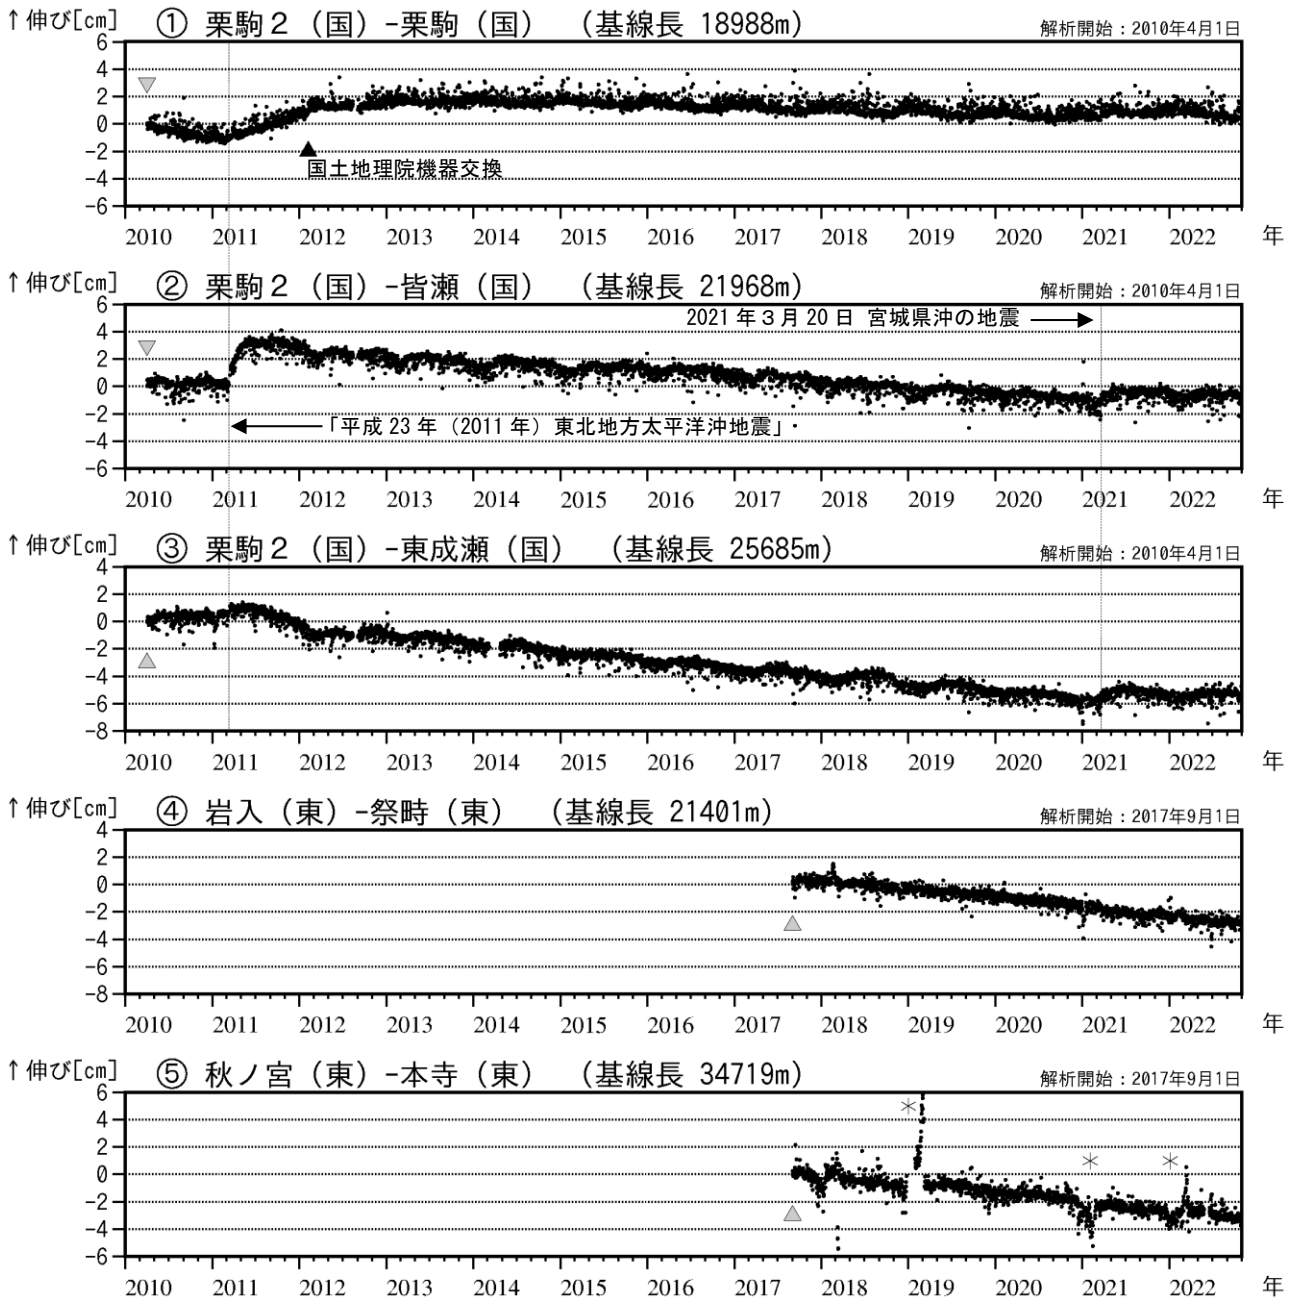 ↑伸び[cm] ① 栗駒２（国）-栗駒（国） （基線長 18988m） 解析開始：2010年4月1日
6
4
2
0
-2
-4
-6
▲
国土地理院機器交換
2010 2011 2012 2013 2014 2015 2016 2017 2018 2019 2020 2021 2022 年
↑伸び[cm] ② 栗駒２（国）-皆瀬（国） （基線長 21968m） 解析開始：2010年4月1日
6
4
2
0
-2
-4
-6
2021 年３月 20 日 宮城県沖の地震 →
←「平成 23 年（2011 年）東北地方太平洋沖地震」
2010 2011 2012 2013 2014 2015 2016 2017 2018 2019 2020 2021 2022 年
↑伸び[cm] ③ 栗駒２（国）-東成瀬（国） （基線長 25685m） 解析開始：2010年4月1日
4
2
0
-2
-4
-6
-8
2010 2011 2012 2013 2014 2015 2016 2017 2018 2019 2020 2021 2022 年
↑伸び[cm] ④ 岩入（東）-祭畤（東） （基線長 21401m） 解析開始：2017年9月1日
4
2
0
-2
-4
-6
-8
2010 2011 2012 2013 2014 2015 2016 2017 2018 2019 2020 2021 2022 年
↑伸び[cm] ⑤ 秋ノ宮（東）-本寺（東） （基線長 34719m） 解析開始：2017年9月1日
6
4
2
0
-2
-4
-6
＊ ＊ ＊
2010 2011 2012 2013 2014 2015 2016 2017 2018 2019 2020 2021 2022 年